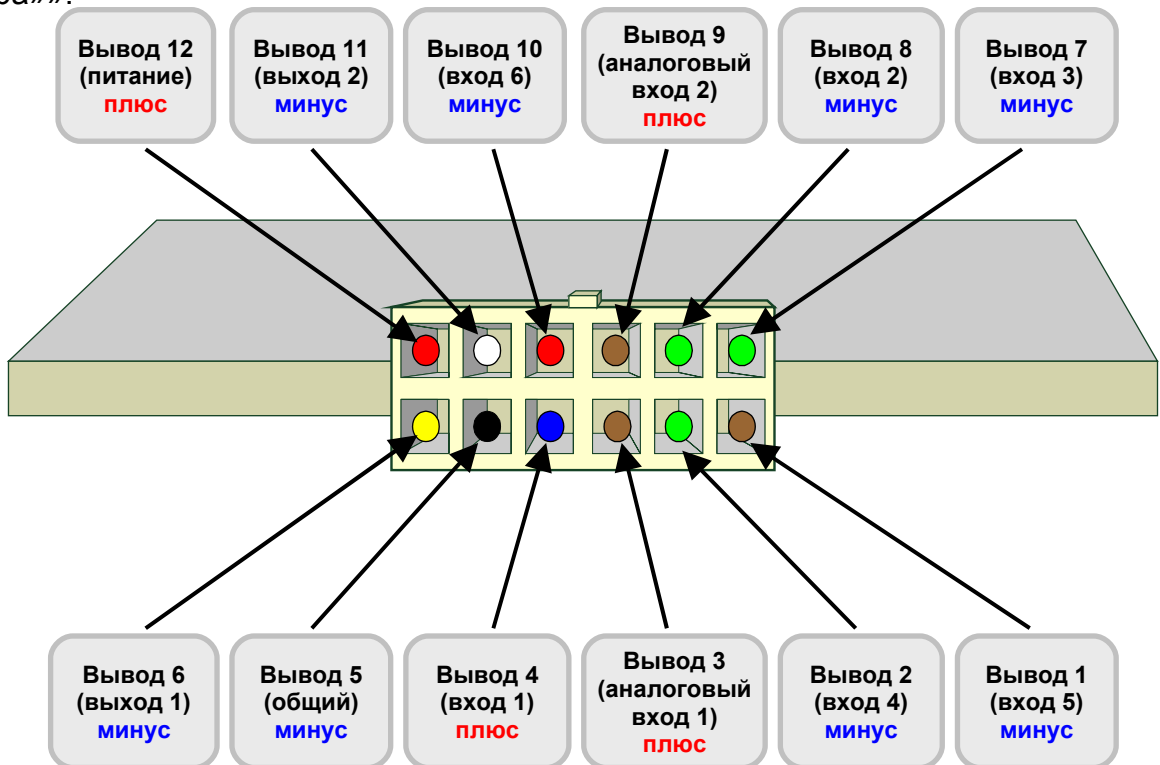 Вывод 12
(питание)
плюс
Вывод 11
(выход 2)
минус
Вывод 10
(вход 6)
минус
Вывод 9
(аналоговый
вход 2)
плюс
Вывод 8
(вход 2)
минус
Вывод 7
(вход 3)
минус
Вывод 6
(выход 1)
минус
Вывод 5
(общий)
минус
Вывод 4
(вход 1)
плюс
Вывод 3
(аналоговый
вход 1)
плюс
Вывод 2
(вход 4)
минус
Вывод 1
(вход 5)
минус